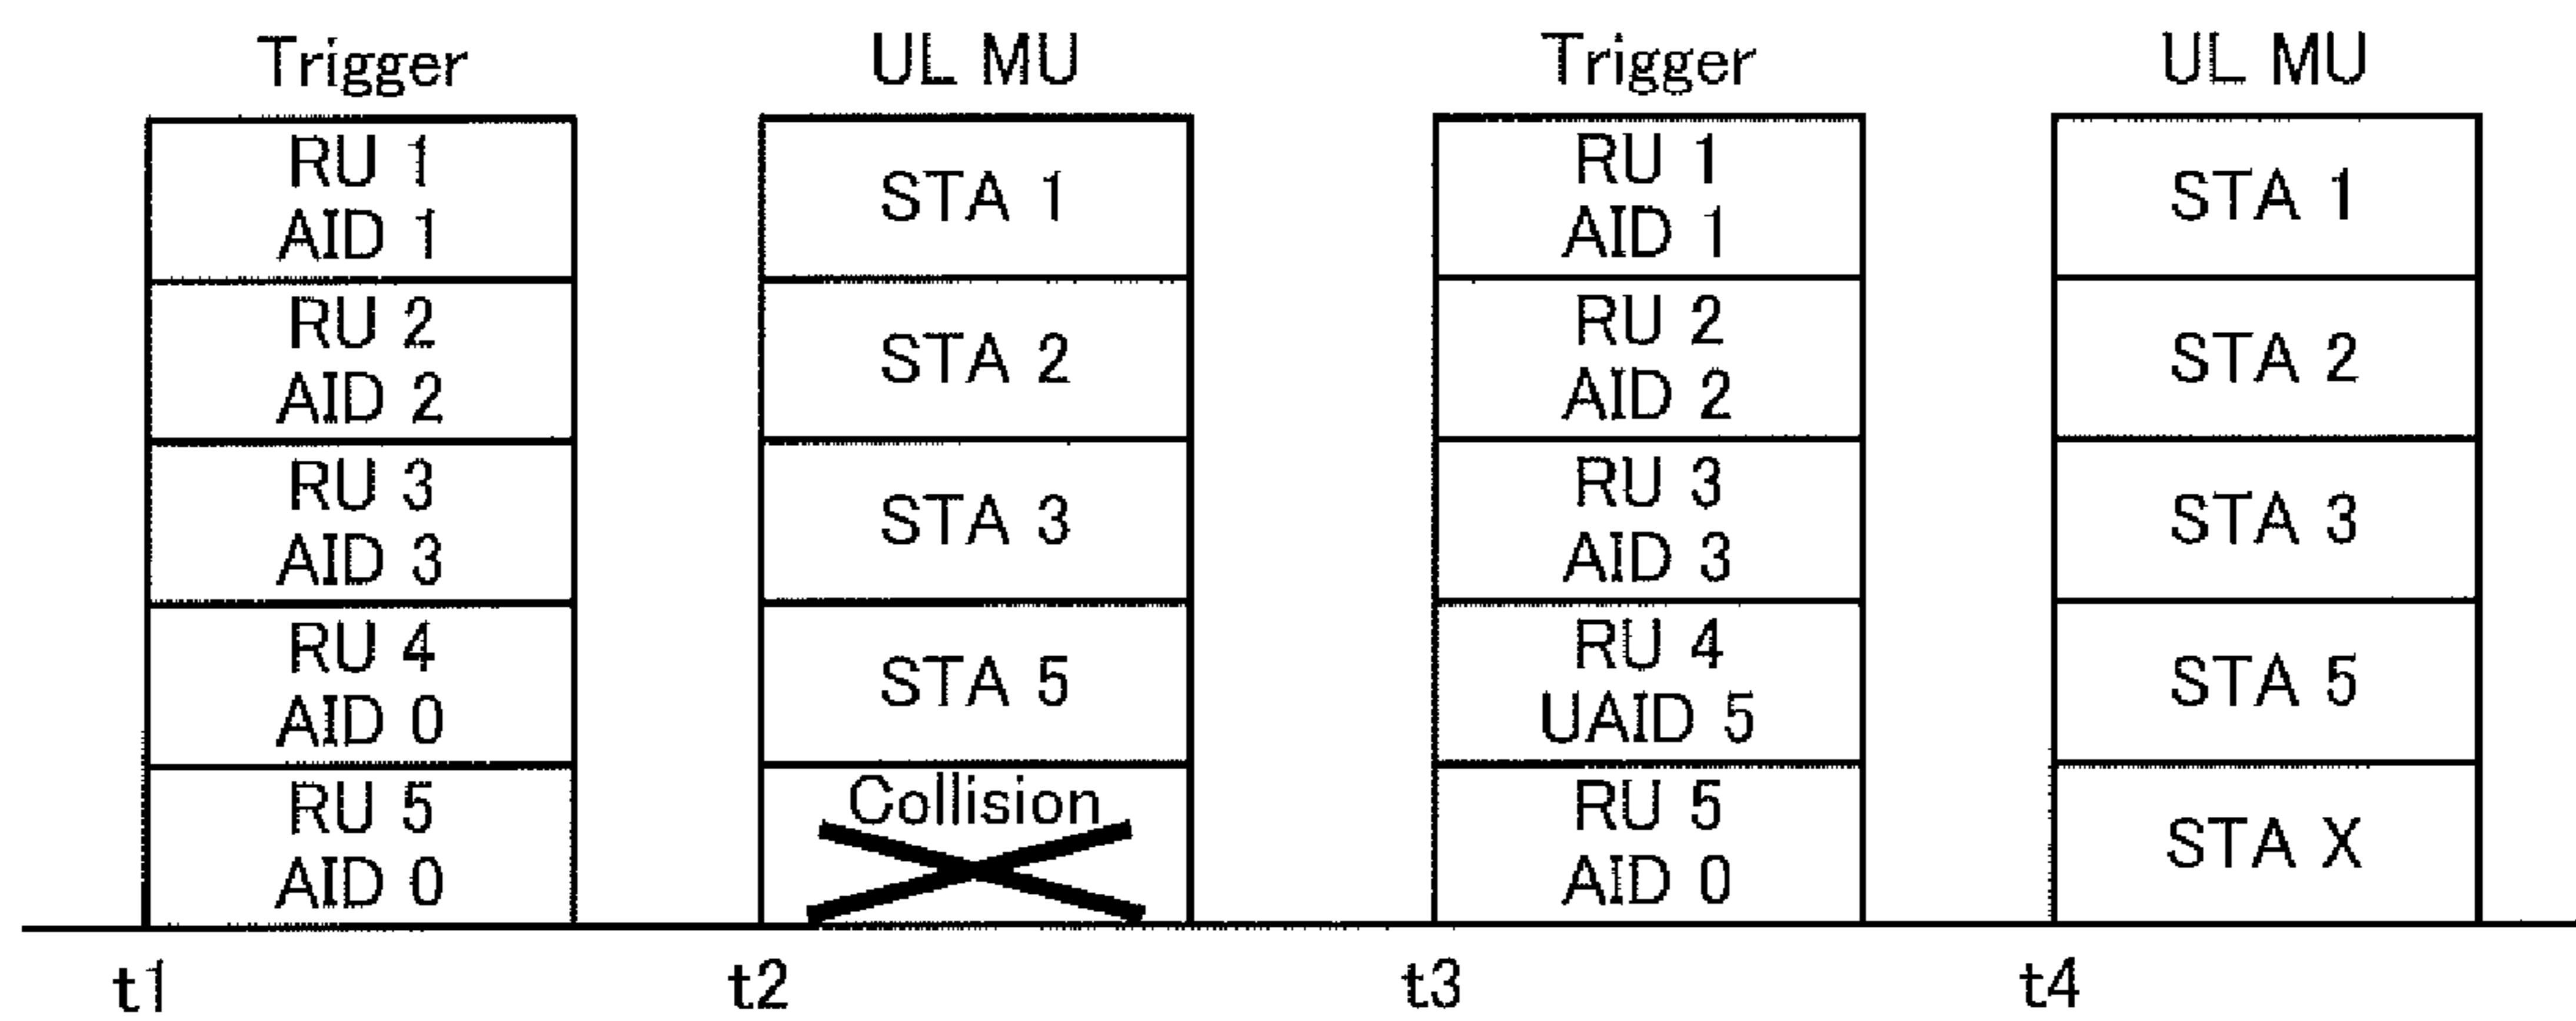 Trigger
RU 1
AID 1
RU 2
AID 2
RU 3
AID 3
RU 4
AID 0
RU 5
AID 0
t1
UL MU
STA 1
STA 2
STA 3
STA 5
Collision
t2
Trigger
RU 1
AID 1
RU 2
AID 2
RU 3
AID 3
RU 4
UAID 5
RU 5
AID 0
t3
UL MU
STA 1
STA 2
STA 3
STA 5
STA X
t4